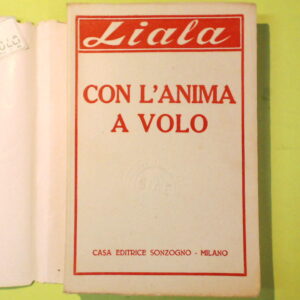 Liala
CON L'ANIMA
A VOLO
CASA EDITRICE SONZOGNO - MILANO